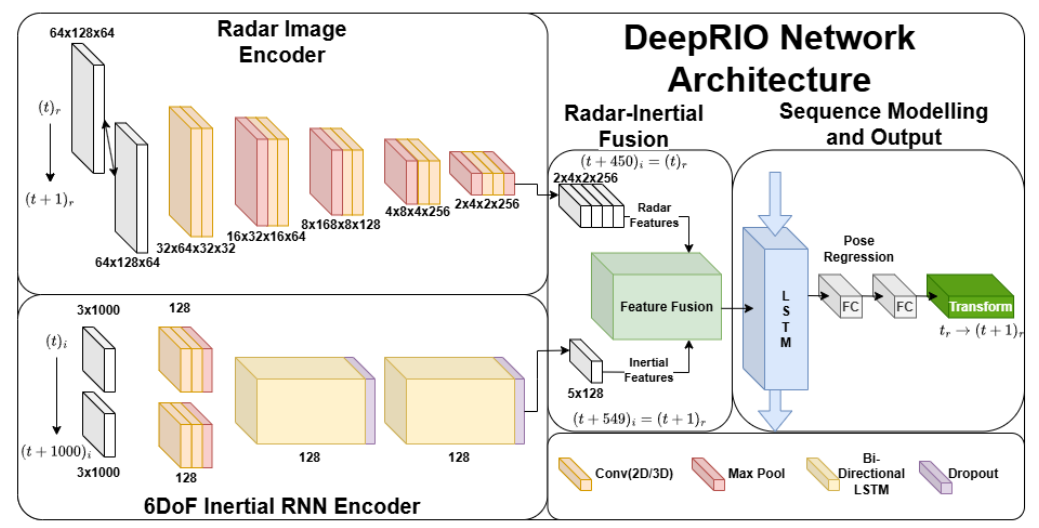 DeepRIO Network
Architecture
Radar Image
Encoder
64x128x64
(t)_r
(t+1)_r
64x128x64
32x64x32x32
16x32x16x64
8x168x8x128
4x8x4x256
2x4x2x256
Radar-Inertial
Fusion
(t + 450)_i = (t)_r
2x4x2x256
Radar
Features
Feature Fusion
Inertial
Features
5x128
(t + 549)_i = (t + 1)_r
Sequence Modelling
and Output
L
S
T
M
Pose
Regression
FC
FC
Transform
t_r → (t + 1)_r
3x1000
(t)_i
(t + 1000)_i
3x1000
128
128
128
128
6DoF Inertial RNN Encoder
Conv(2D/3D)
Max Pool
Bi-
Directional
LSTM
Dropout